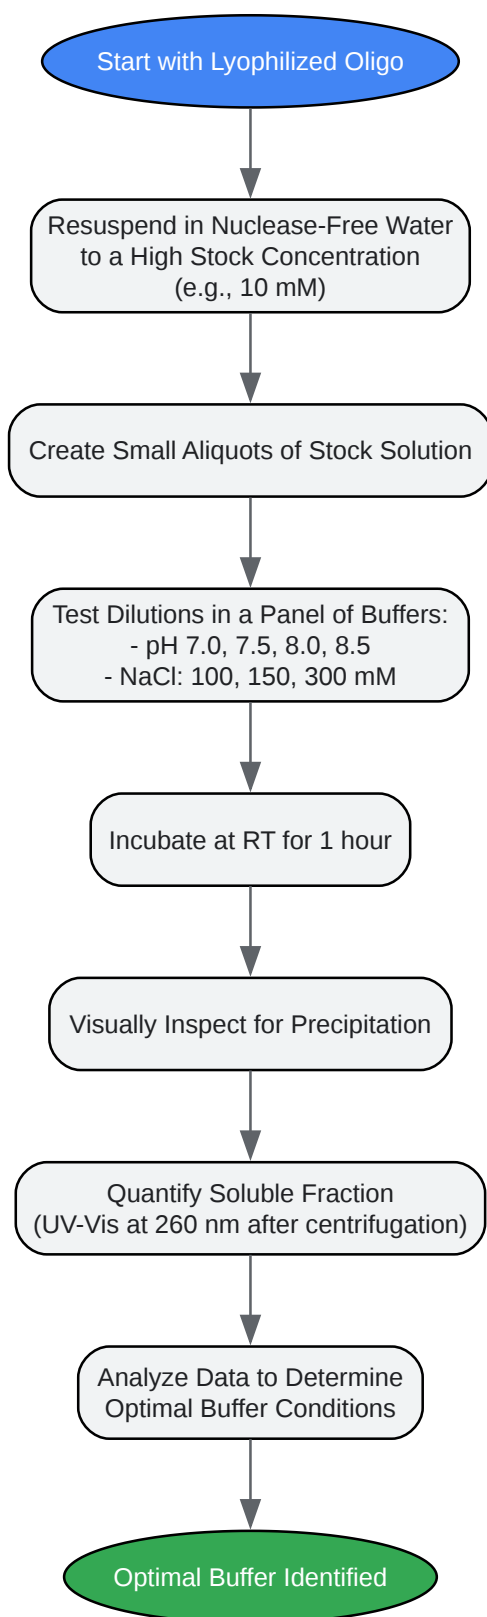 Start with Lyophilized Oligo
Resuspend in Nuclease-Free Water
to a High Stock Concentration
(e.g., 10 mM)
Create Small Aliquots of Stock Solution
Test Dilutions in a Panel of Buffers:
- pH 7.0, 7.5, 8.0, 8.5
- NaCl: 100, 150, 300 mM
Incubate at RT for 1 hour
Visually Inspect for Precipitation
Quantify Soluble Fraction
(UV-Vis at 260 nm after centrifugation)
Analyze Data to Determine
Optimal Buffer Conditions
Optimal Buffer Identified